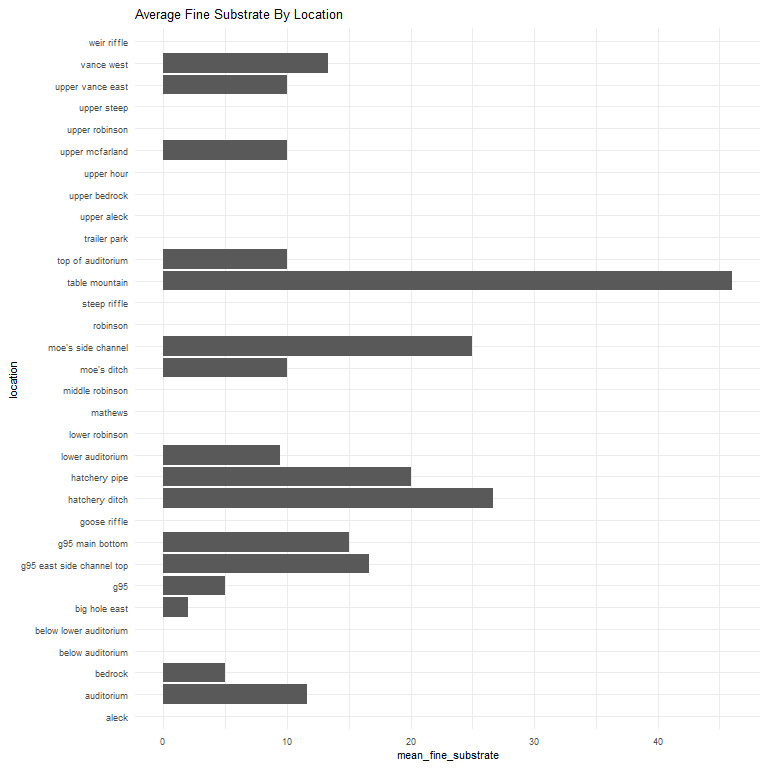 Average Fine Substrate By Location
weir riffle
vance west
upper vance east
upper steep
upper robinson
upper mcfarland
upper hour
upper bedrock
upper aleck
trailer park
top of auditorium
table mountain
steep riffle
robinson
moe's side channel
moe's ditch
middle robinson
mathews
lower robinson
lower auditorium
hatchery pipe
hatchery ditch
goose riffle
g95 main bottom
g95 east side channel top
g95
big hole east
below lower auditorium
below auditorium
bedrock
auditorium
aleck
location
0 10 20 30 40
mean_fine_substrate